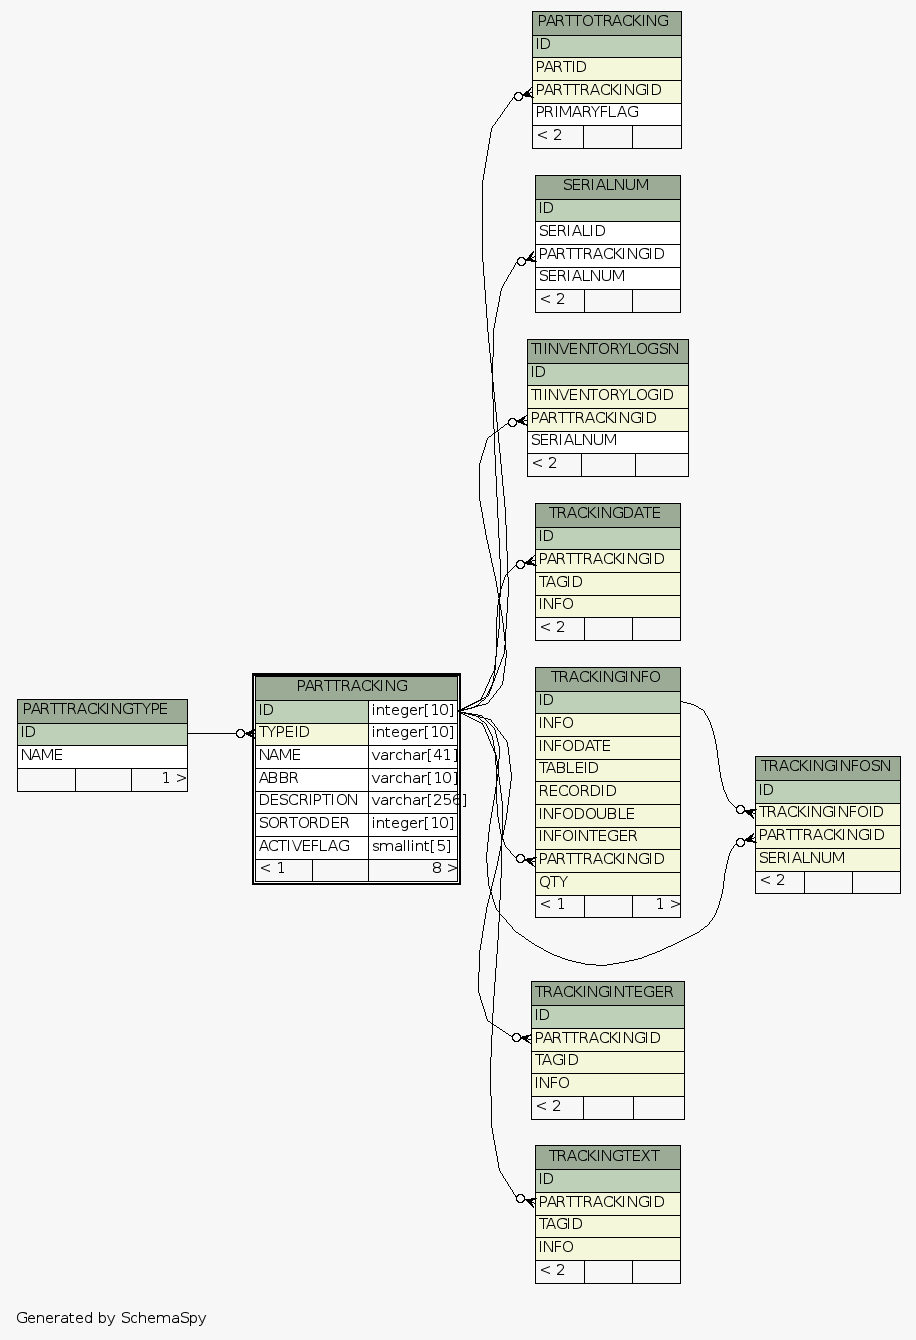 PARTTOTRACKING
ID
PARTID
PARTTRACKINGID
PRIMARYFLAG
< 2
SERIALNUM
ID
SERIALID
PARTTRACKINGID
SERIALNUM
< 2
TIINVENTORYLOGSN
ID
TIINVENTORYLOGID
PARTTRACKINGID
SERIALNUM
< 2
TRACKINGDATE
ID
PARTTRACKINGID
TAGID
INFO
< 2
PARTTRACKINGTYPE
ID
NAME
1 >
PARTTRACKING
ID integer[10]
TYPEID integer[10]
NAME varchar[41]
ABBR varchar[10]
DESCRIPTION varchar[256]
SORTORDER integer[10]
ACTIVEFLAG smallint[5]
< 1 8 >
TRACKINGINFO
ID
INFO
INFODATE
TABLEID
RECORDID
INFODOUBLE
INFOINTEGER
PARTTRACKINGID
QTY
< 1 1 >
TRACKINGINFOSN
ID
TRACKINGINFOID
PARTTRACKINGID
SERIALNUM
< 2
TRACKINGINTEGER
ID
PARTTRACKINGID
TAGID
INFO
< 2
TRACKINGTEXT
ID
PARTTRACKINGID
TAGID
INFO
< 2
Generated by SchemaSpy